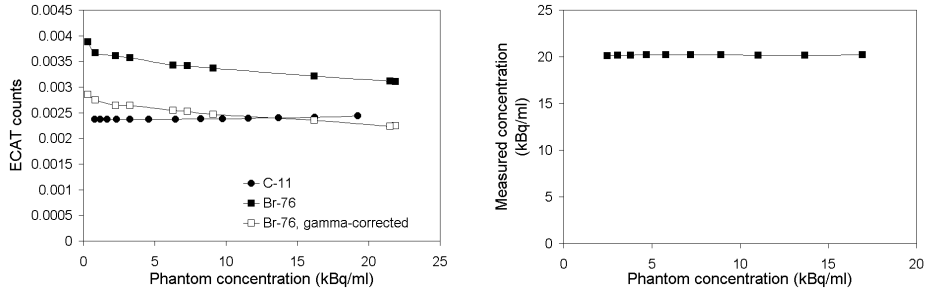 0.0045
0.004
0.0035
0.003
0.0025
0.002
0.0015
0.001
0.0005
0
ECAT counts
C-11
Br-76
Br-76, gamma-corrected
0 5 10 15 20 25
Phantom concentration (kBq/ml)
25
20
15
10
5
0
Measured concentration
(kBq/ml)
0 5 10 15 20
Phantom concentration (kBq/ml)